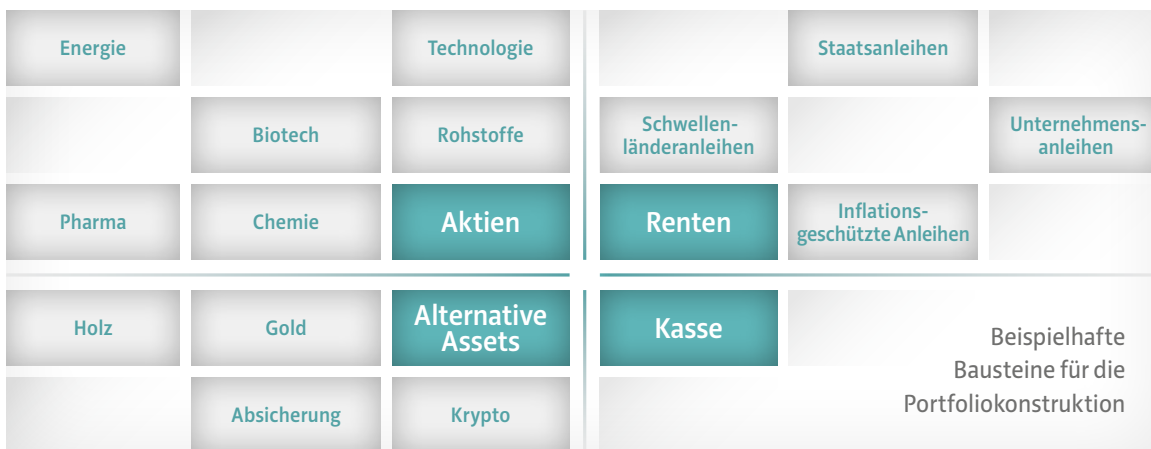 Energie
Technologie
Staatsanleihen
Biotech
Rohstoffe
Schwellen-
länderanleihen
Unternehmens-
anleihen
Pharma
Chemie
Aktien
Renten
Inflations-
geschützte Anleihen
Holz
Gold
Alternative
Assets
Kasse
Beispielhafte
Bausteine für die
Portfoliokonstruktion
Absicherung
Krypto